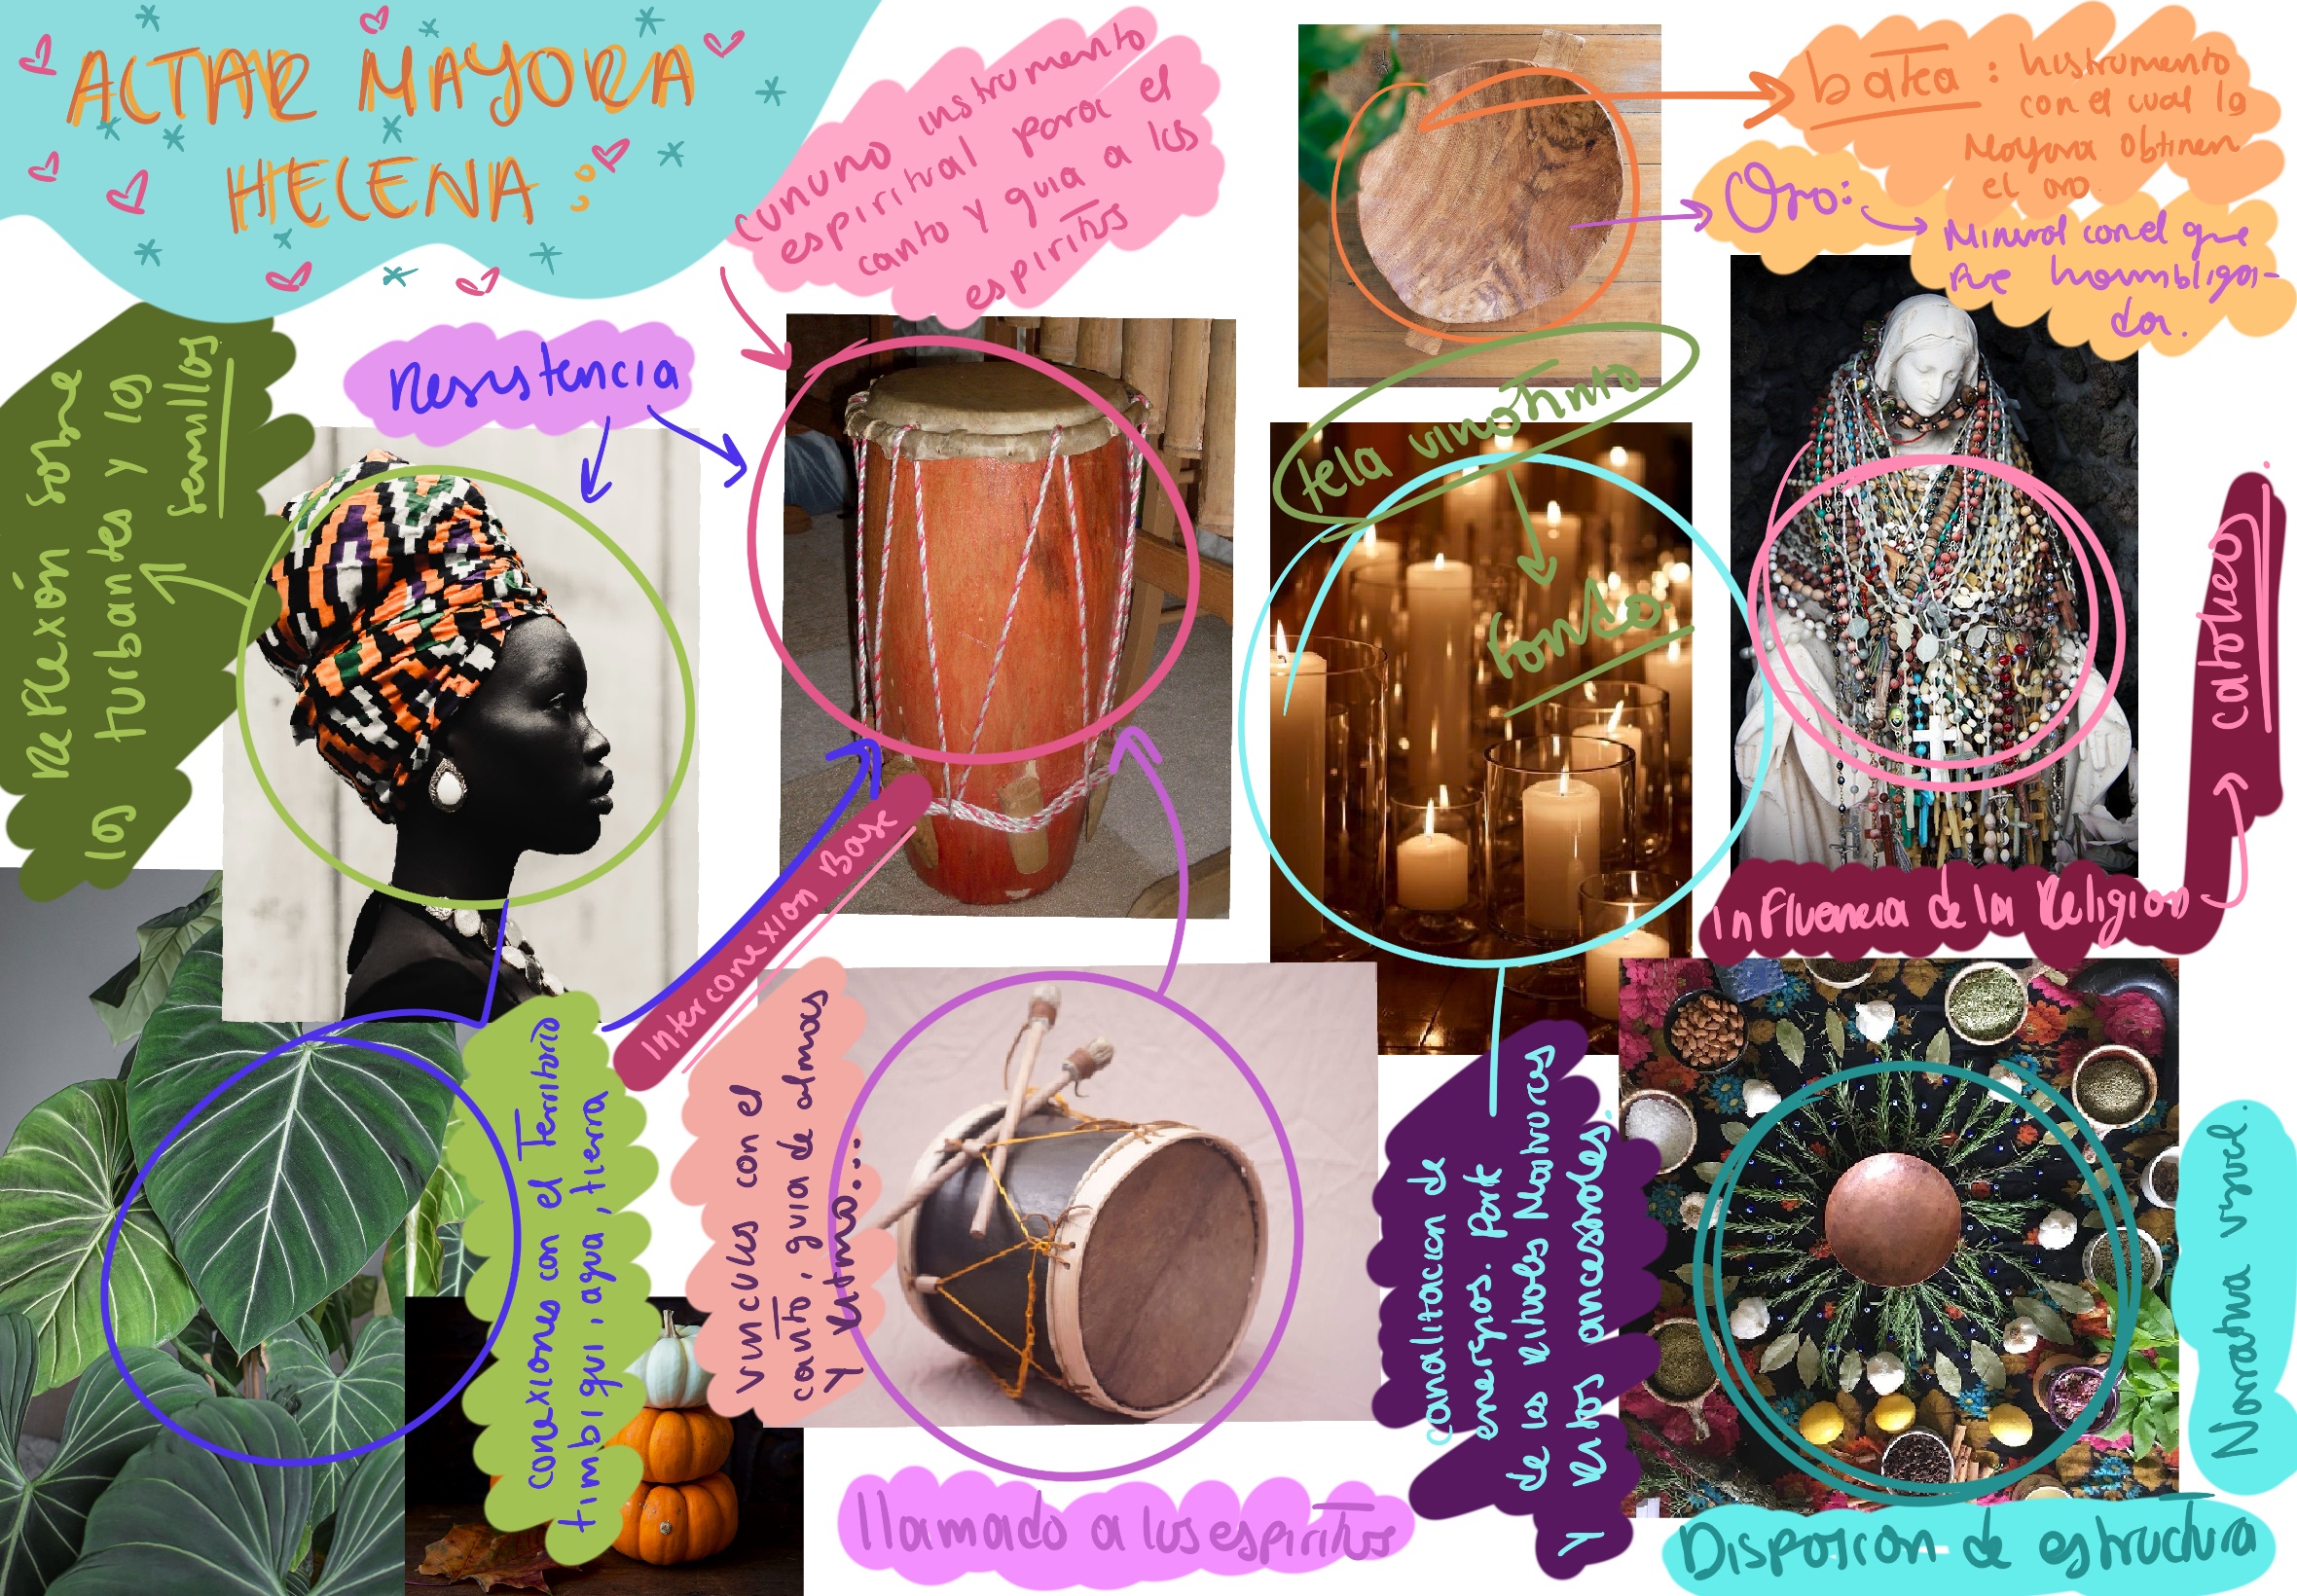 ALTAR MAYORA
HELENA :
cununo instrumento
espiritual para el
canto y guia a los
espiritus
batea : Instrumento
con el cual la
Mayora obtinen
el oro.
Oro:
Mineral con el que
fue hombliga-
da.
Resistencia
Reflexión sobre
los turbantes y las
semillas
tela vinotinto
Fondo.
catolico
Influencia de la Religion
Interconexion Base
conexiones con el Territorio
timbiqui, agua, tierra
vinculos con el
canto, guia de almas
y Ritmo...
llamado a los espiritus
canalitacion de
energias. Parte
de los Rituales Mortuorios
y Ritos ancestrales.
Narrativa visual.
Disposicion de estructura